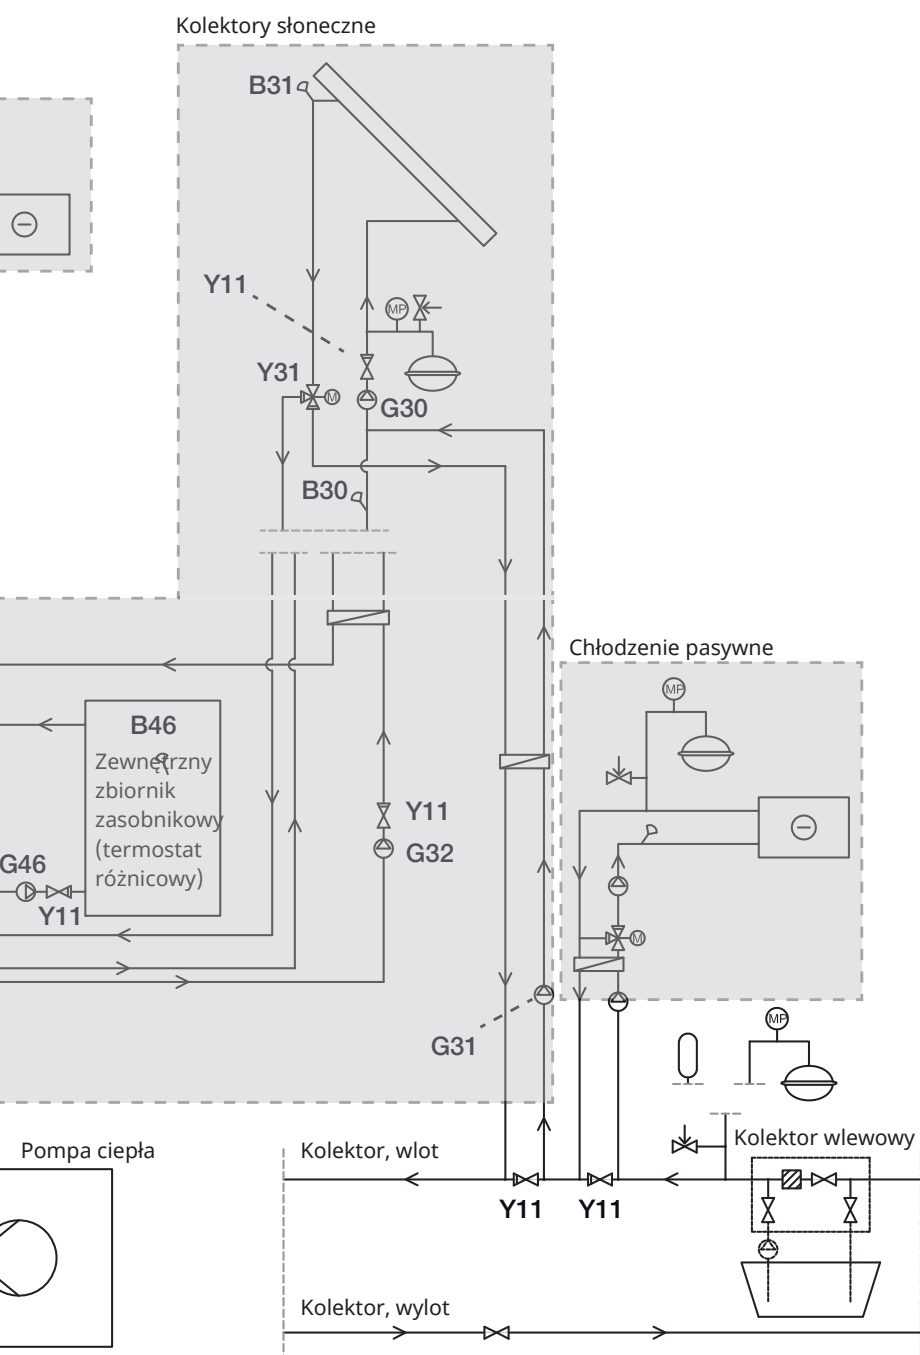 Kolektory słoneczne
B31
Y11
MP
Y31
M
G30
B30
Chłodzenie pasywne
MP
B46
Zewnętrzny
zbiornik
zasobnikowy
(termostat
różnicowy)
Y11
G32
G46
Y11
M
G31
MP
Pompa ciepła
Kolektor, wlot
Kolektor wlewowy
Y11
Y11
Kolektor, wylot